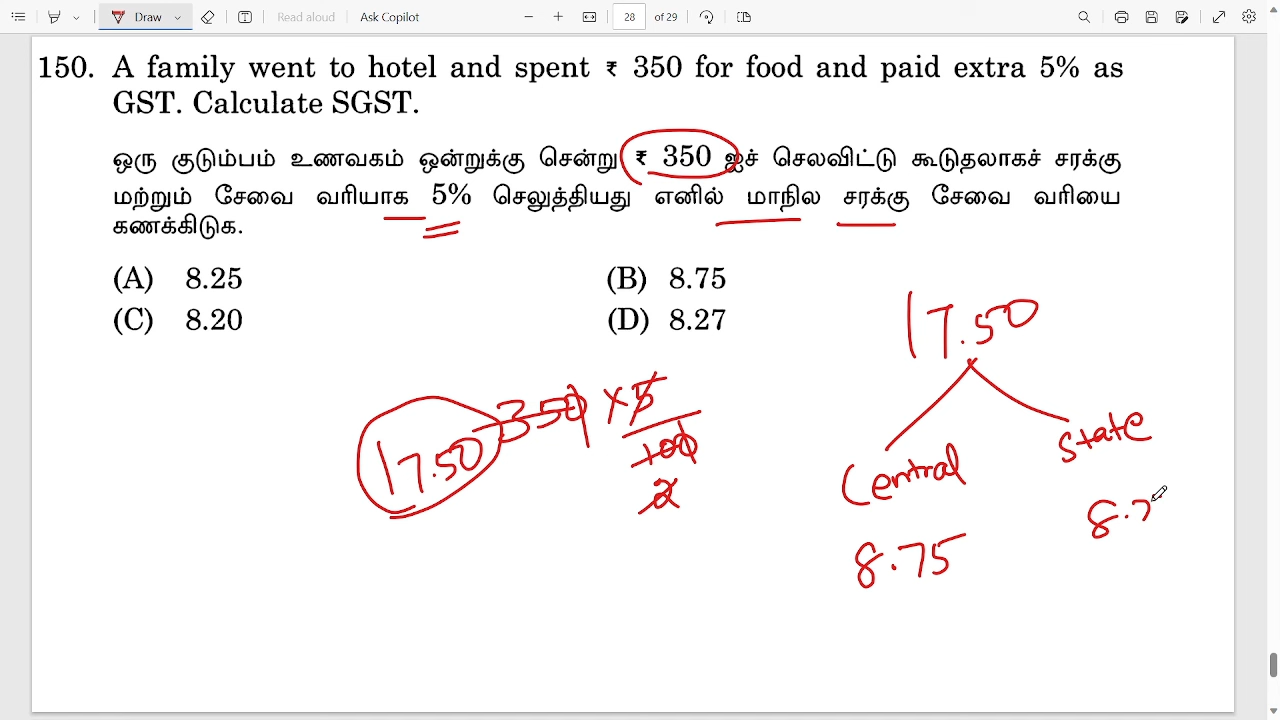 Draw
Read aloud
Ask Copilot
28
of 29
150. A family went to hotel and spent ₹ 350 for food and paid extra 5% as
GST. Calculate SGST.
ஒரு குடும்பம் உணவகம் ஒன்றுக்கு சென்று ₹ 350 ஐச் செலவிட்டு கூடுதலாகச் சரக்கு
மற்றும் சேவை வரியாக 5% செலுத்தியது எனில் மாநில சரக்கு சேவை வரியை
கணக்கிடுக.
(A) 8.25
(B) 8.75
(C) 8.20
(D) 8.27
17.50
350 × 5
100
2
17.50
Central
State
8.75
8.7